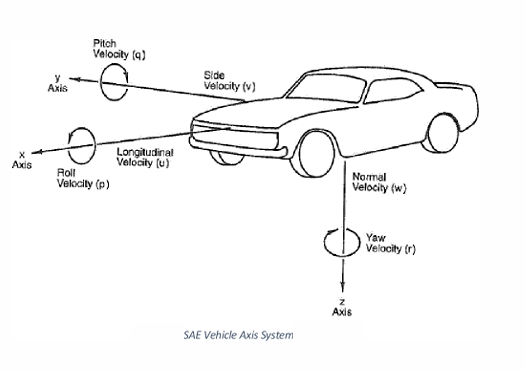 Pitch
Velocity (q)
y
Axis
Side
Velocity (v)
x
Axis
Roll
Velocity (p)
Longitudinal
Velocity (u)
Normal
Velocity (w)
Yaw
Velocity (r)
z
Axis
SAE Vehicle Axis System